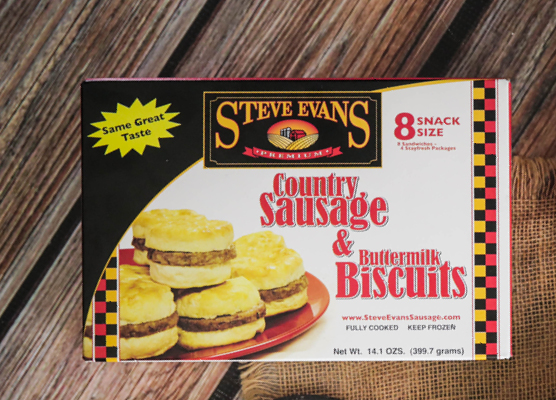 Same Great
Taste
STEVE EVANS
PREMIUM
8 SNACK
SIZE
8 Sandwiches –
4 Stayfresh Packages
Country
Sausage
&
Buttermilk
Biscuits
www.SteveEvansSausage.com
FULLY COOKED KEEP FROZEN
Net Wt. 14.1 OZS. (399.7 grams)